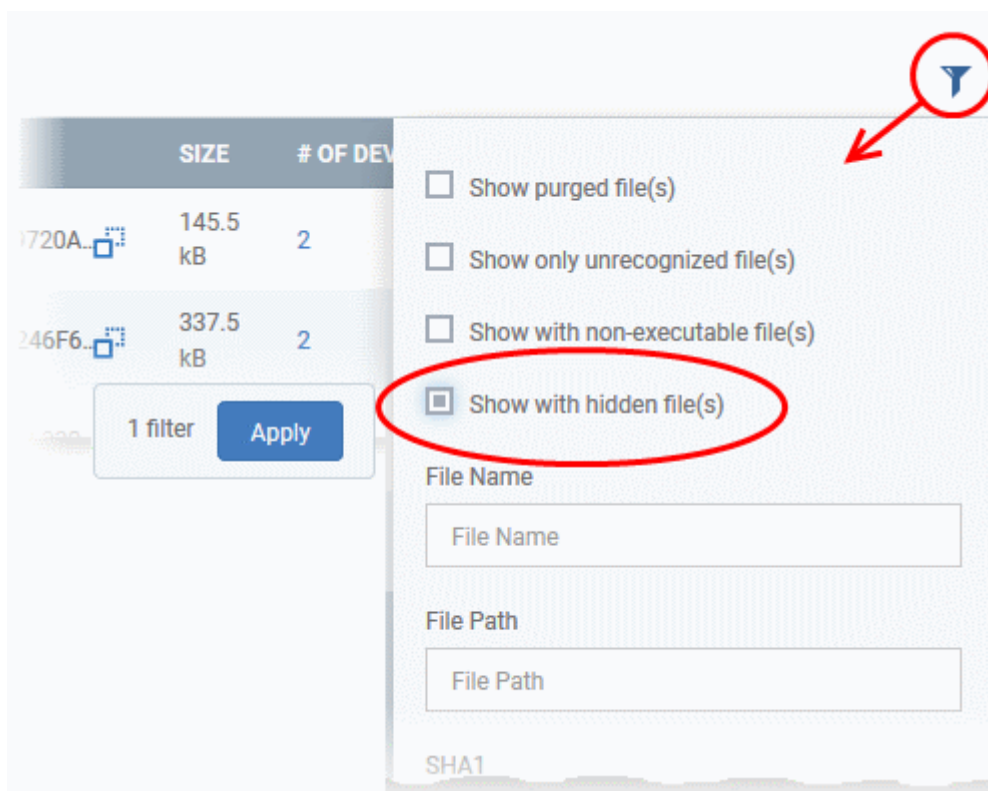 SIZE # OF DEV
Show purged file(s)
720A..
145.5
kB
2
Show only unrecognized file(s)
246F6..
337.5
kB
2
Show with non-executable file(s)
Show with hidden file(s)
1 filter Apply
File Name
File Name
File Path
File Path
SHA1